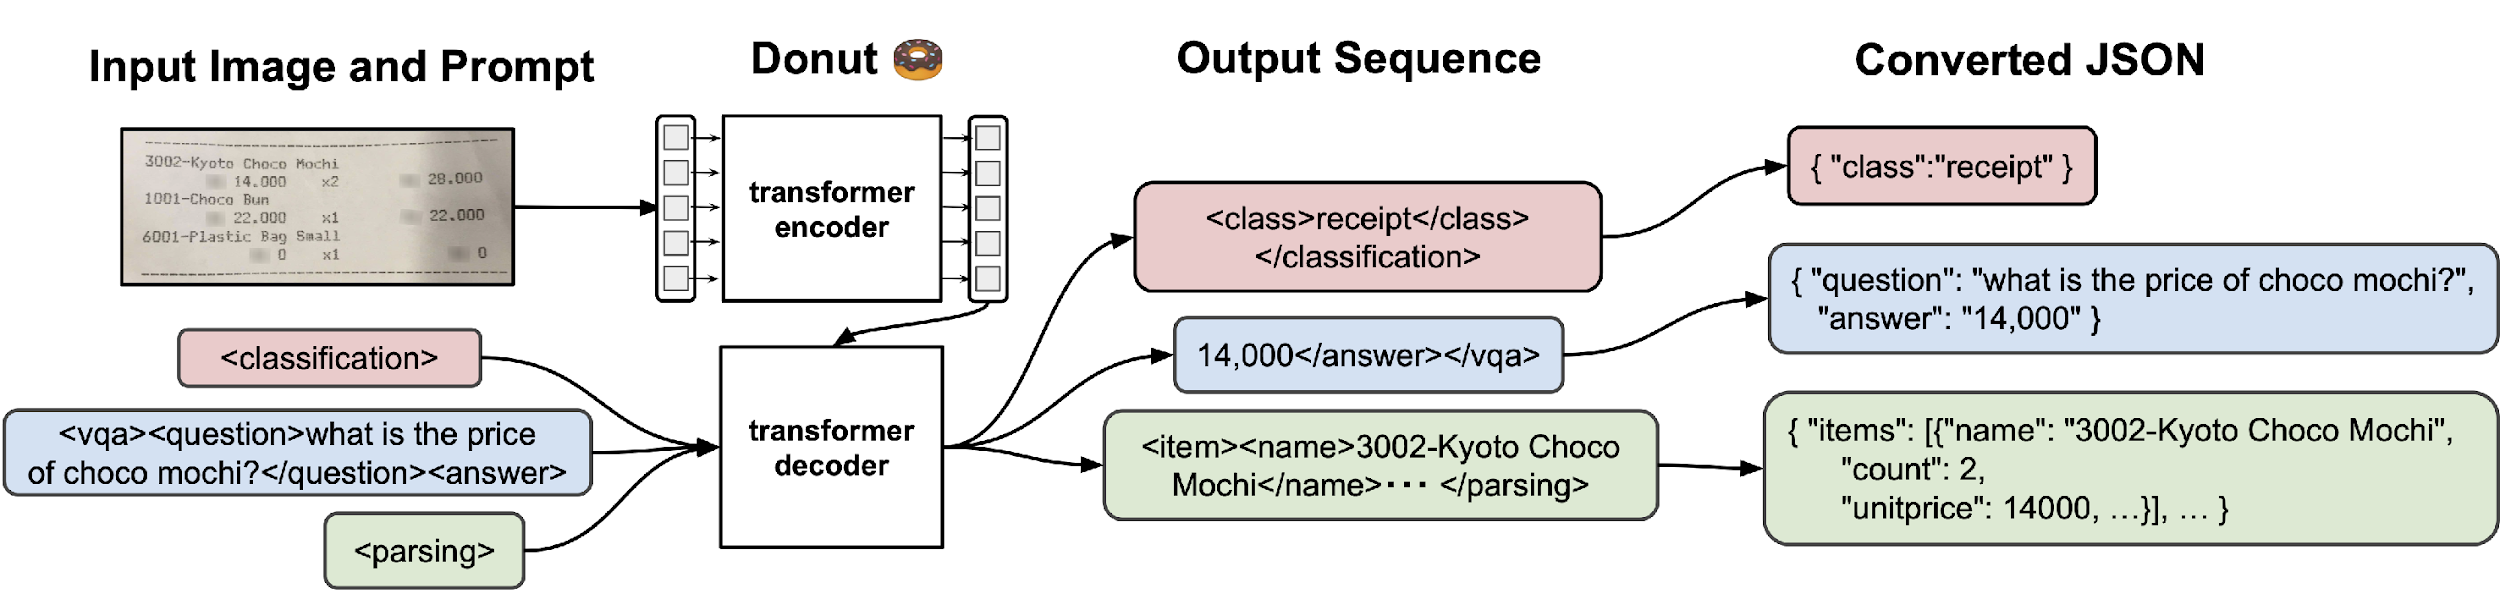 Input Image and Prompt
Donut
Output Sequence
Converted JSON
3002-Kyoto Choco Mochi
14.000 x2 28.000
1001-Choco Bun
22.000 x1 22.000
6001-Plastic Bag Small
0 x1 0
transformer
encoder
<classification>
<vqa><question>what is the price
of choco mochi?</question><answer>
<parsing>
transformer
decoder
<class>receipt</class>
</classification>
14,000</answer></vqa>
<item><name>3002-Kyoto Choco
Mochi</name>··· </parsing>
{ "class":"receipt" }
{ "question": "what is the price of choco mochi?",
"answer": "14,000" }
{ "items": [{"name": "3002-Kyoto Choco Mochi",
"count": 2,
"unitprice": 14000, …}], … }